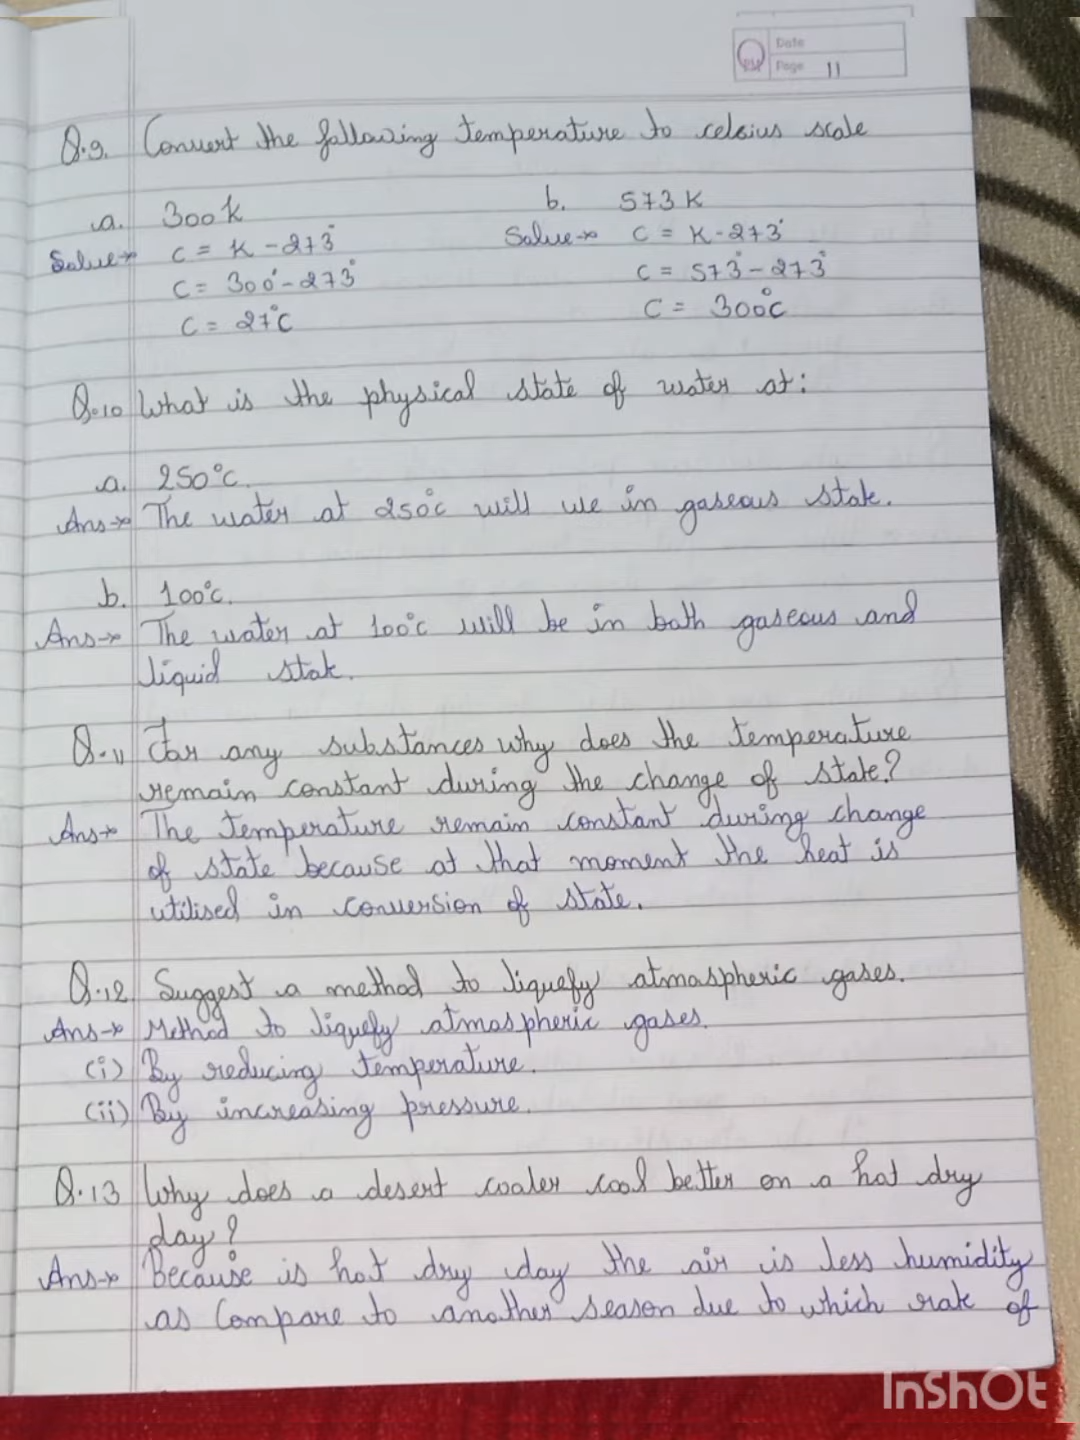 Date
Page 11
Q.9. Convert the following temperature to celsius scale
a. 300k
b. 573K
Solve→ C = K - 273°
Solve→ C = K - 273°
C = 300° - 273°
C = 573° - 273°
C = 27°C
C = 300°C
Q.10 What is the physical state of water at:
a. 250°C.
Ans→ The water at 250°C will we in gaseous state.
b. 100°C.
Ans→ The water at 100°C will be in both gaseous and
liquid state.
Q.11 For any substances why does the temperature
remain constant during the change of state?
Ans→ The temperature remain constant during change
of state because at that moment the heat is
utilised in conversion of state.
Q.12 Suggest a method to liquefy atmospheric gases.
Ans→ Method to liquefy atmospheric gases.
(i) By reducing temperature.
(ii) By increasing pressure.
Q.13 Why does a desert cooler cool better on a hot dry
day?
Ans→ Because is hot dry day the air is less humidity
as Compare to another season due to which rate of
InShOt